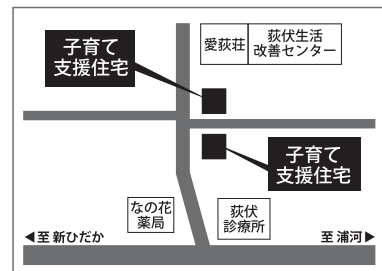 子育て
支援住宅
愛荻荘
荻伏生活
改善センター
子育て
支援住宅
なの花
薬局
荻伏
診療所
◀至 新ひだか
至 浦河▶